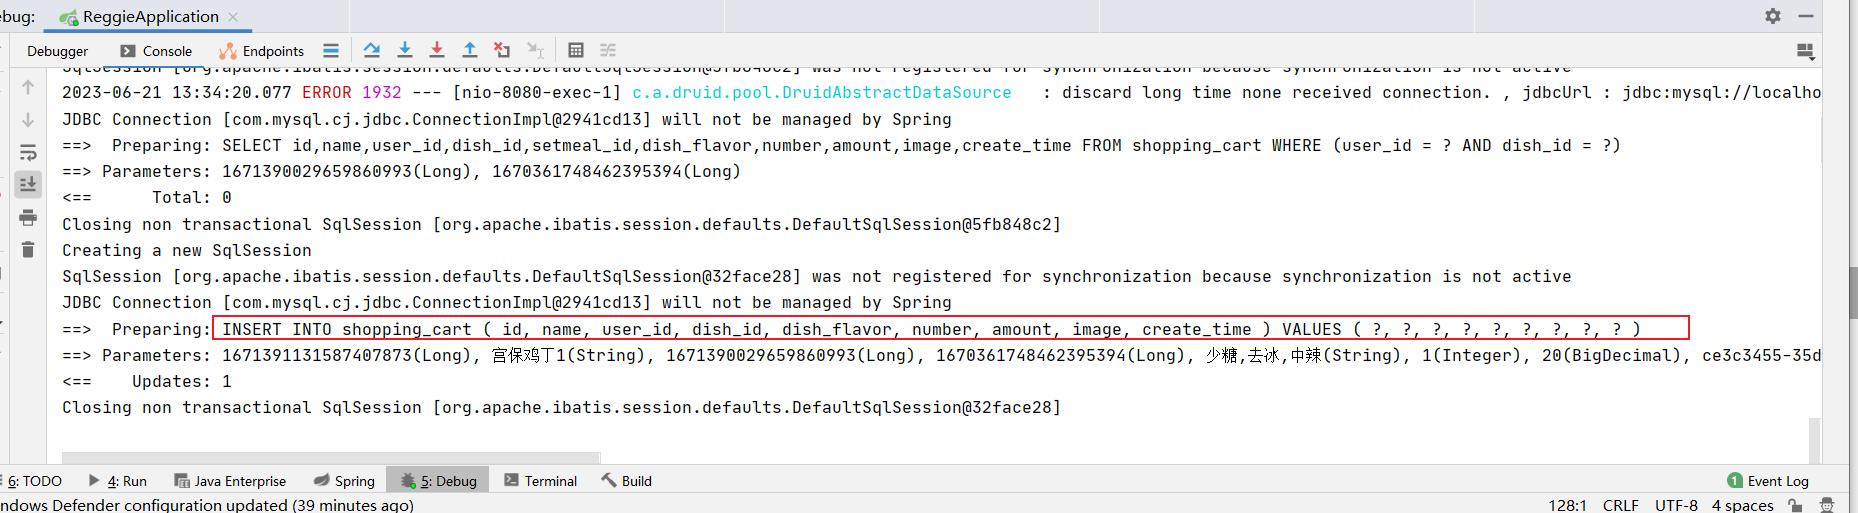 ebug: ReggieApplication
Debugger Console Endpoints
SqlSession [org.apache.ibatis.session.defaults.DefaultSqlSession@5fb848c2] was not registered for synchronization because synchronization is not active
2023-06-21 13:34:20.077 ERROR 1932 --- [nio-8080-exec-1] c.a.druid.pool.DruidAbstractDataSource : discard long time none received connection. , jdbcUrl : jdbc:mysql://localho
JDBC Connection [com.mysql.cj.jdbc.ConnectionImpl@2941cd13] will not be managed by Spring
==> Preparing: SELECT id,name,user_id,dish_id,setmeal_id,dish_flavor,number,amount,image,create_time FROM shopping_cart WHERE (user_id = ? AND dish_id = ?)
==> Parameters: 1671390029659860993(Long), 1670361748462395394(Long)
<== Total: 0
Closing non transactional SqlSession [org.apache.ibatis.session.defaults.DefaultSqlSession@5fb848c2]
Creating a new SqlSession
SqlSession [org.apache.ibatis.session.defaults.DefaultSqlSession@32face28] was not registered for synchronization because synchronization is not active
JDBC Connection [com.mysql.cj.jdbc.ConnectionImpl@2941cd13] will not be managed by Spring
==> Preparing: INSERT INTO shopping_cart ( id, name, user_id, dish_id, dish_flavor, number, amount, image, create_time ) VALUES ( ?, ?, ?, ?, ?, ?, ?, ?, ? )
==> Parameters: 1671391131587407873(Long), 宫保鸡丁1(String), 1671390029659860993(Long), 1670361748462395394(Long), 少糖,去冰,中辣(String), 1(Integer), 20(BigDecimal), ce3c3455-35d
<== Updates: 1
Closing non transactional SqlSession [org.apache.ibatis.session.defaults.DefaultSqlSession@32face28]
6: TODO 4: Run Java Enterprise Spring 5: Debug Terminal Build 1 Event Log
ndows Defender configuration updated (39 minutes ago) 128:1 CRLF UTF-8 4 spaces